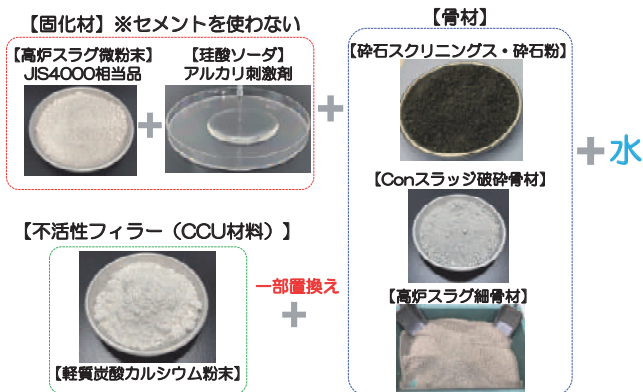 【固化材】※セメントを使わない
【高炉スラグ微粉末】
JIS4000相当品
+
【珪酸ソーダ】
アルカリ刺激剤
+
【骨材】
【砕石スクリニングス・砕石粉】
【Conスラッジ破砕骨材】
【高炉スラグ細骨材】
+水
【不活性フィラー（CCU材料）】
【軽質炭酸カルシウム粉末】
一部置換え
+